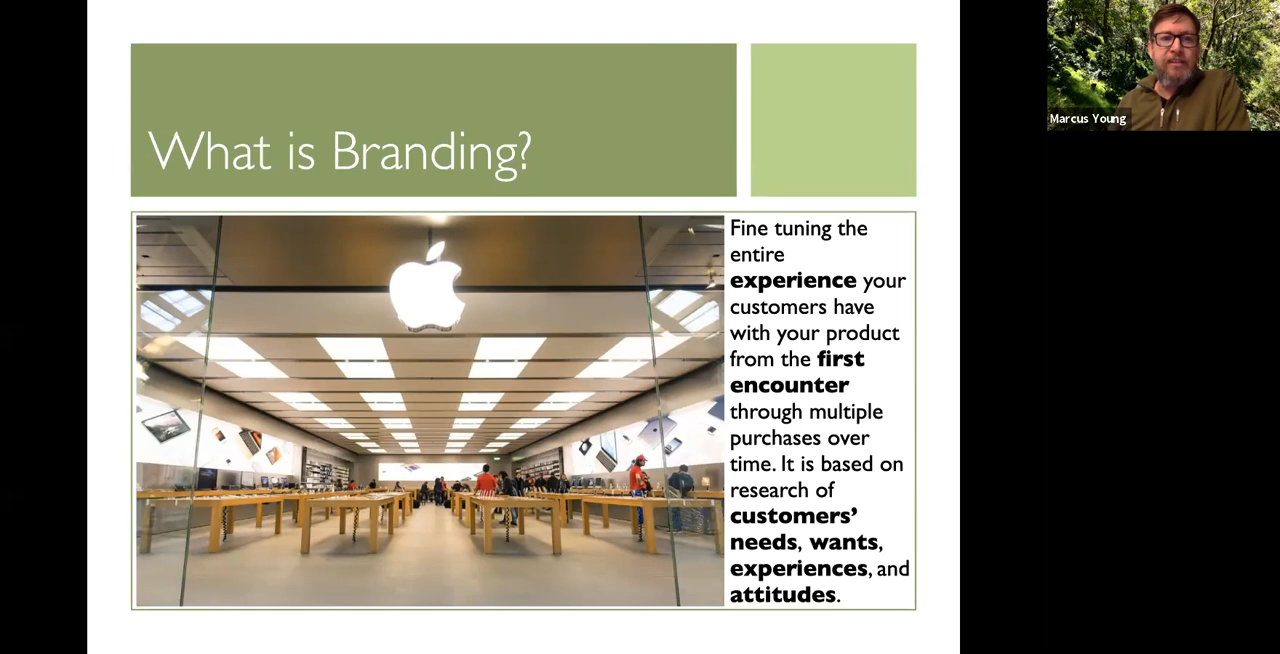 What is Branding?
Fine tuning the
entire
experience your
customers have
with your product
from the first
encounter
through multiple
purchases over
time. It is based on
research of
customers’
needs, wants,
experiences, and
attitudes.
Marcus Young